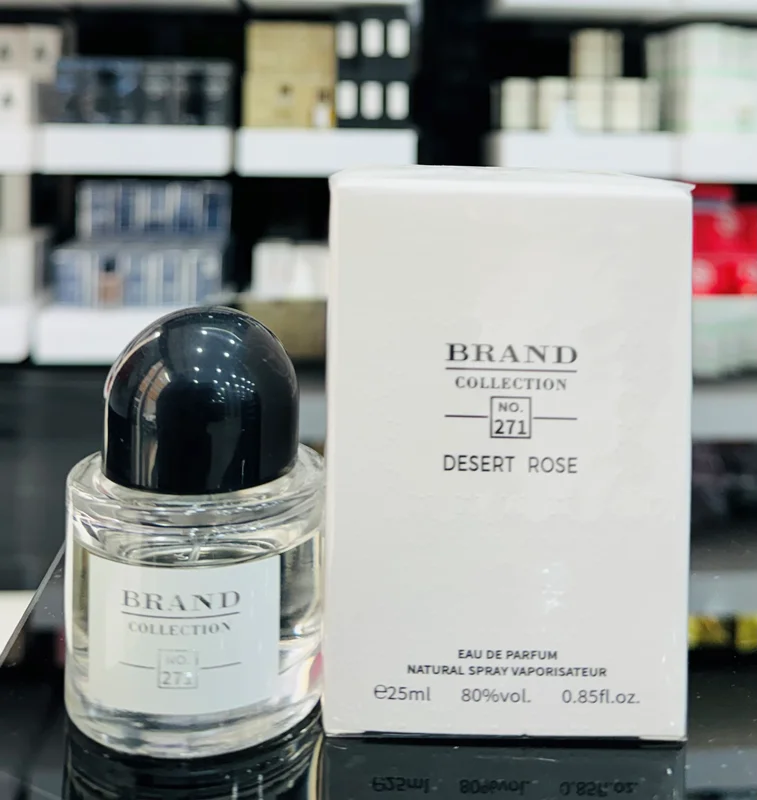 BRAND
COLLECTION
NO.
271
DESERT ROSE
EAU DE PARFUM
NATURAL SPRAY VAPORISATEUR
℮25ml 80%vol. 0.85fl.oz.
BRAND
COLLECTION
NO.
271